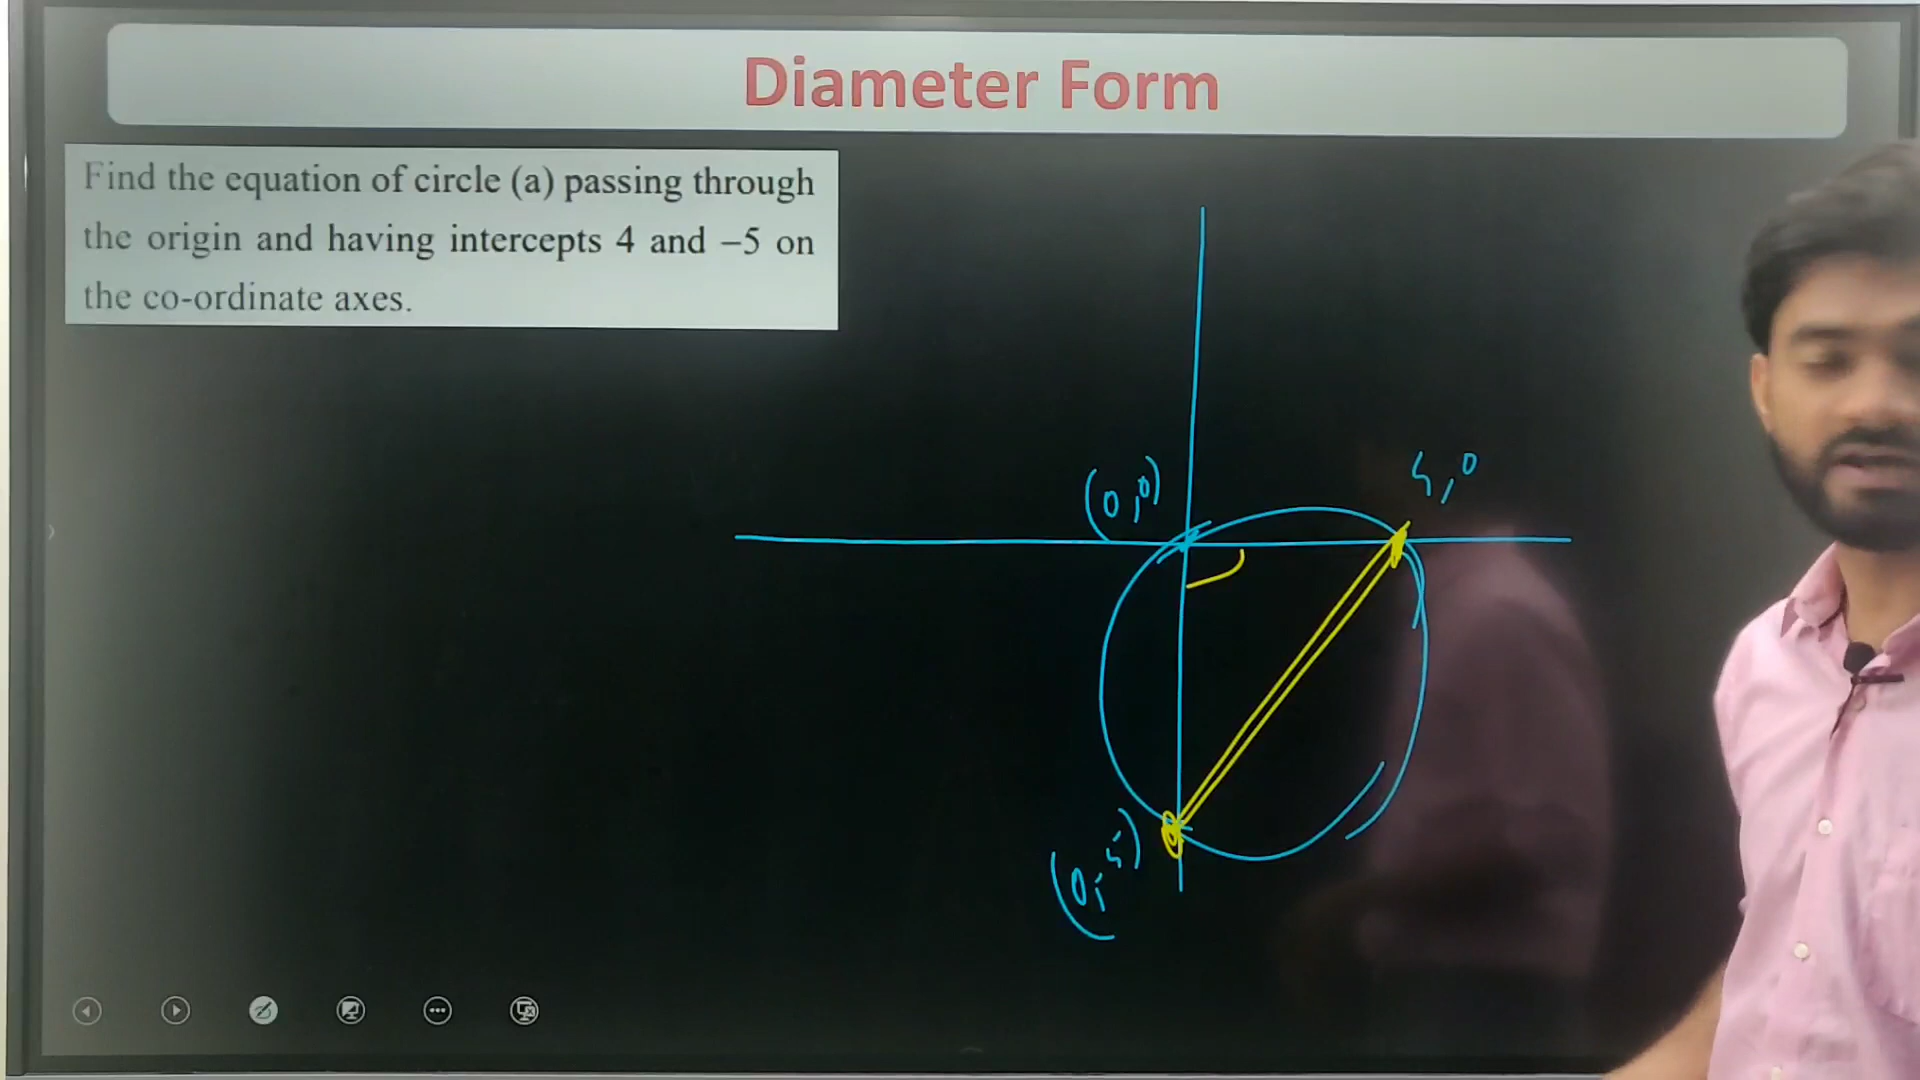 Diameter Form
Find the equation of circle (a) passing through
the origin and having intercepts 4 and −5 on
the co-ordinate axes.
(0,0)
4,0
(0,-5)